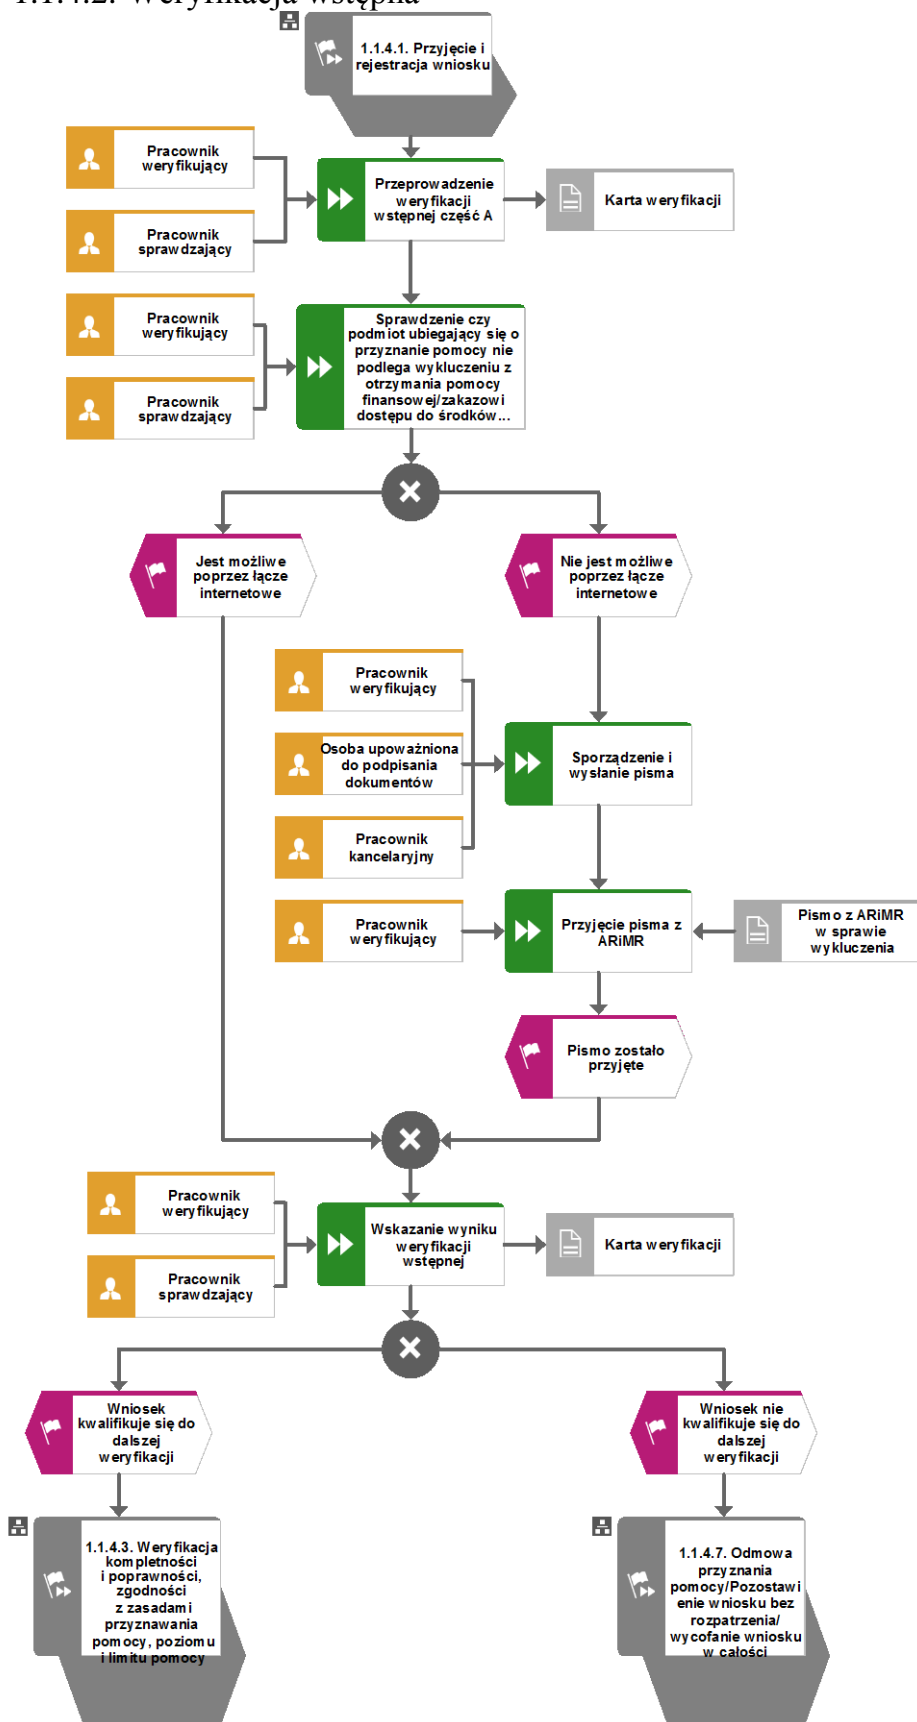 1.1.4.2. Weryfikacja wstępna
1.1.4.1. Przyjęcie i
rejestracja wniosku
Pracownik
weryfikujący
Pracownik
sprawdzający
Przeprowadzenie
weryfikacji
wstępnej część A
Karta weryfikacji
Pracownik
weryfikujący
Pracownik
sprawdzający
Sprawdzenie czy
podmiot ubiegający się o
przyznanie pomocy nie
podlega wykluczeniu z
otrzymania pomocy
finansowej/zakazowi
dostępu do środków...
Jest możliwe
poprzez łącze
internetowe
Nie jest możliwe
poprzez łącze
internetowe
Pracownik
weryfikujący
Osoba upoważniona
do podpisania
dokumentów
Pracownik
kancelaryjny
Sporządzenie i
wysłanie pisma
Pracownik
weryfikujący
Przyjęcie pisma z
ARiMR
Pismo z ARiMR
w sprawie
wykluczenia
Pismo zostało
przyjęte
Pracownik
weryfikujący
Pracownik
sprawdzający
Wskazanie wyniku
weryfikacji
wstępnej
Karta weryfikacji
Wniosek
kwalifikuje się do
dalszej
weryfikacji
Wniosek nie
kwalifikuje się do
dalszej
weryfikacji
1.1.4.3. Weryfikacja
kompletności
i poprawności,
zgodności
z zasadami
przyznawania
pomocy, poziomu
i limitu pomocy
1.1.4.7. Odmowa
przyznania
pomocy/Pozostawi
enie wniosku bez
rozpatrzenia/
wycofanie wniosku
w całości